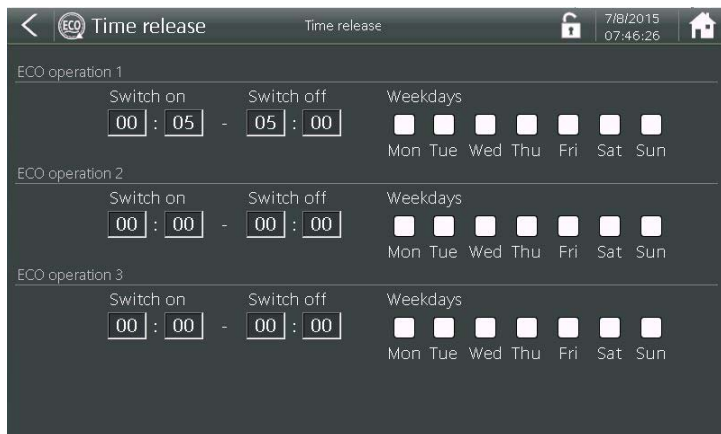 ECO Time release Time release 7/8/2015
07:46:26
ECO operation 1
Switch on Switch off Weekdays
00 : 05 - 05 : 00
Mon Tue Wed Thu Fri Sat Sun
ECO operation 2
Switch on Switch off Weekdays
00 : 00 - 00 : 00
Mon Tue Wed Thu Fri Sat Sun
ECO operation 3
Switch on Switch off Weekdays
00 : 00 - 00 : 00
Mon Tue Wed Thu Fri Sat Sun